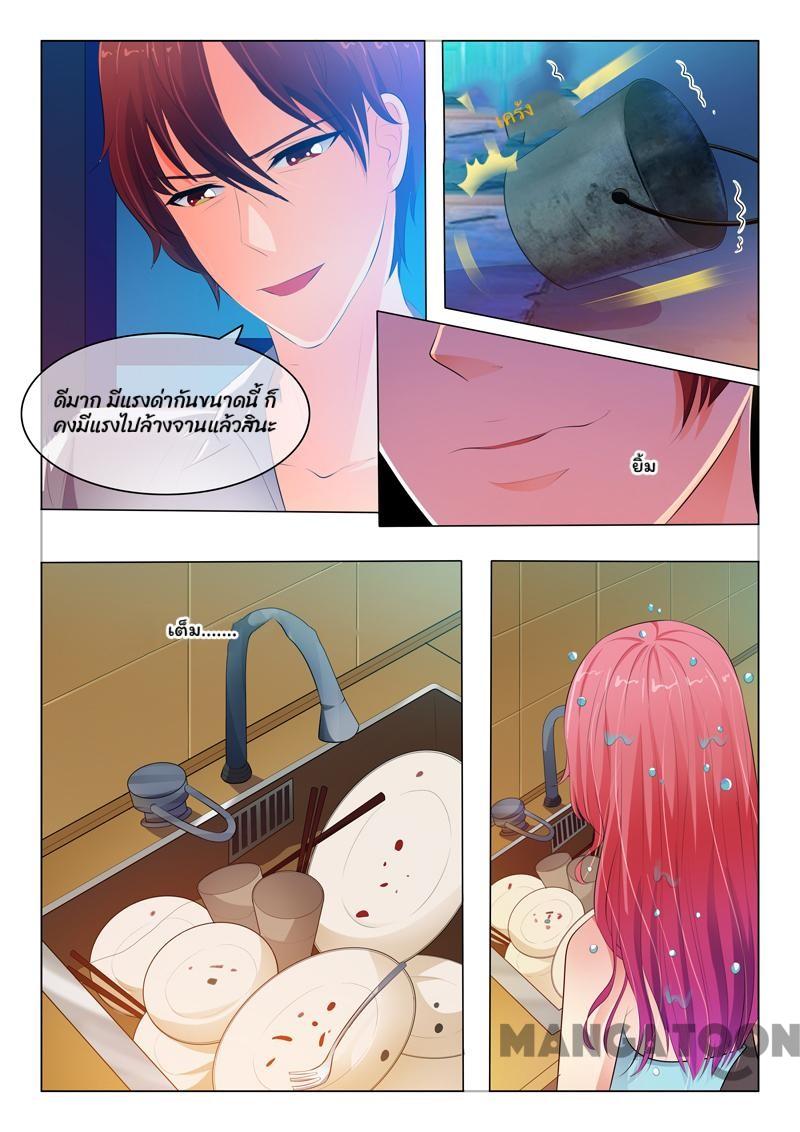 เคร้ง
ดีมาก มีแรงด่ากันขนาดนี้ ก็
คงมีแรงไปล้างจานแล้วสินะ
ยิ้ม
เต็ม.......
MANGATOON